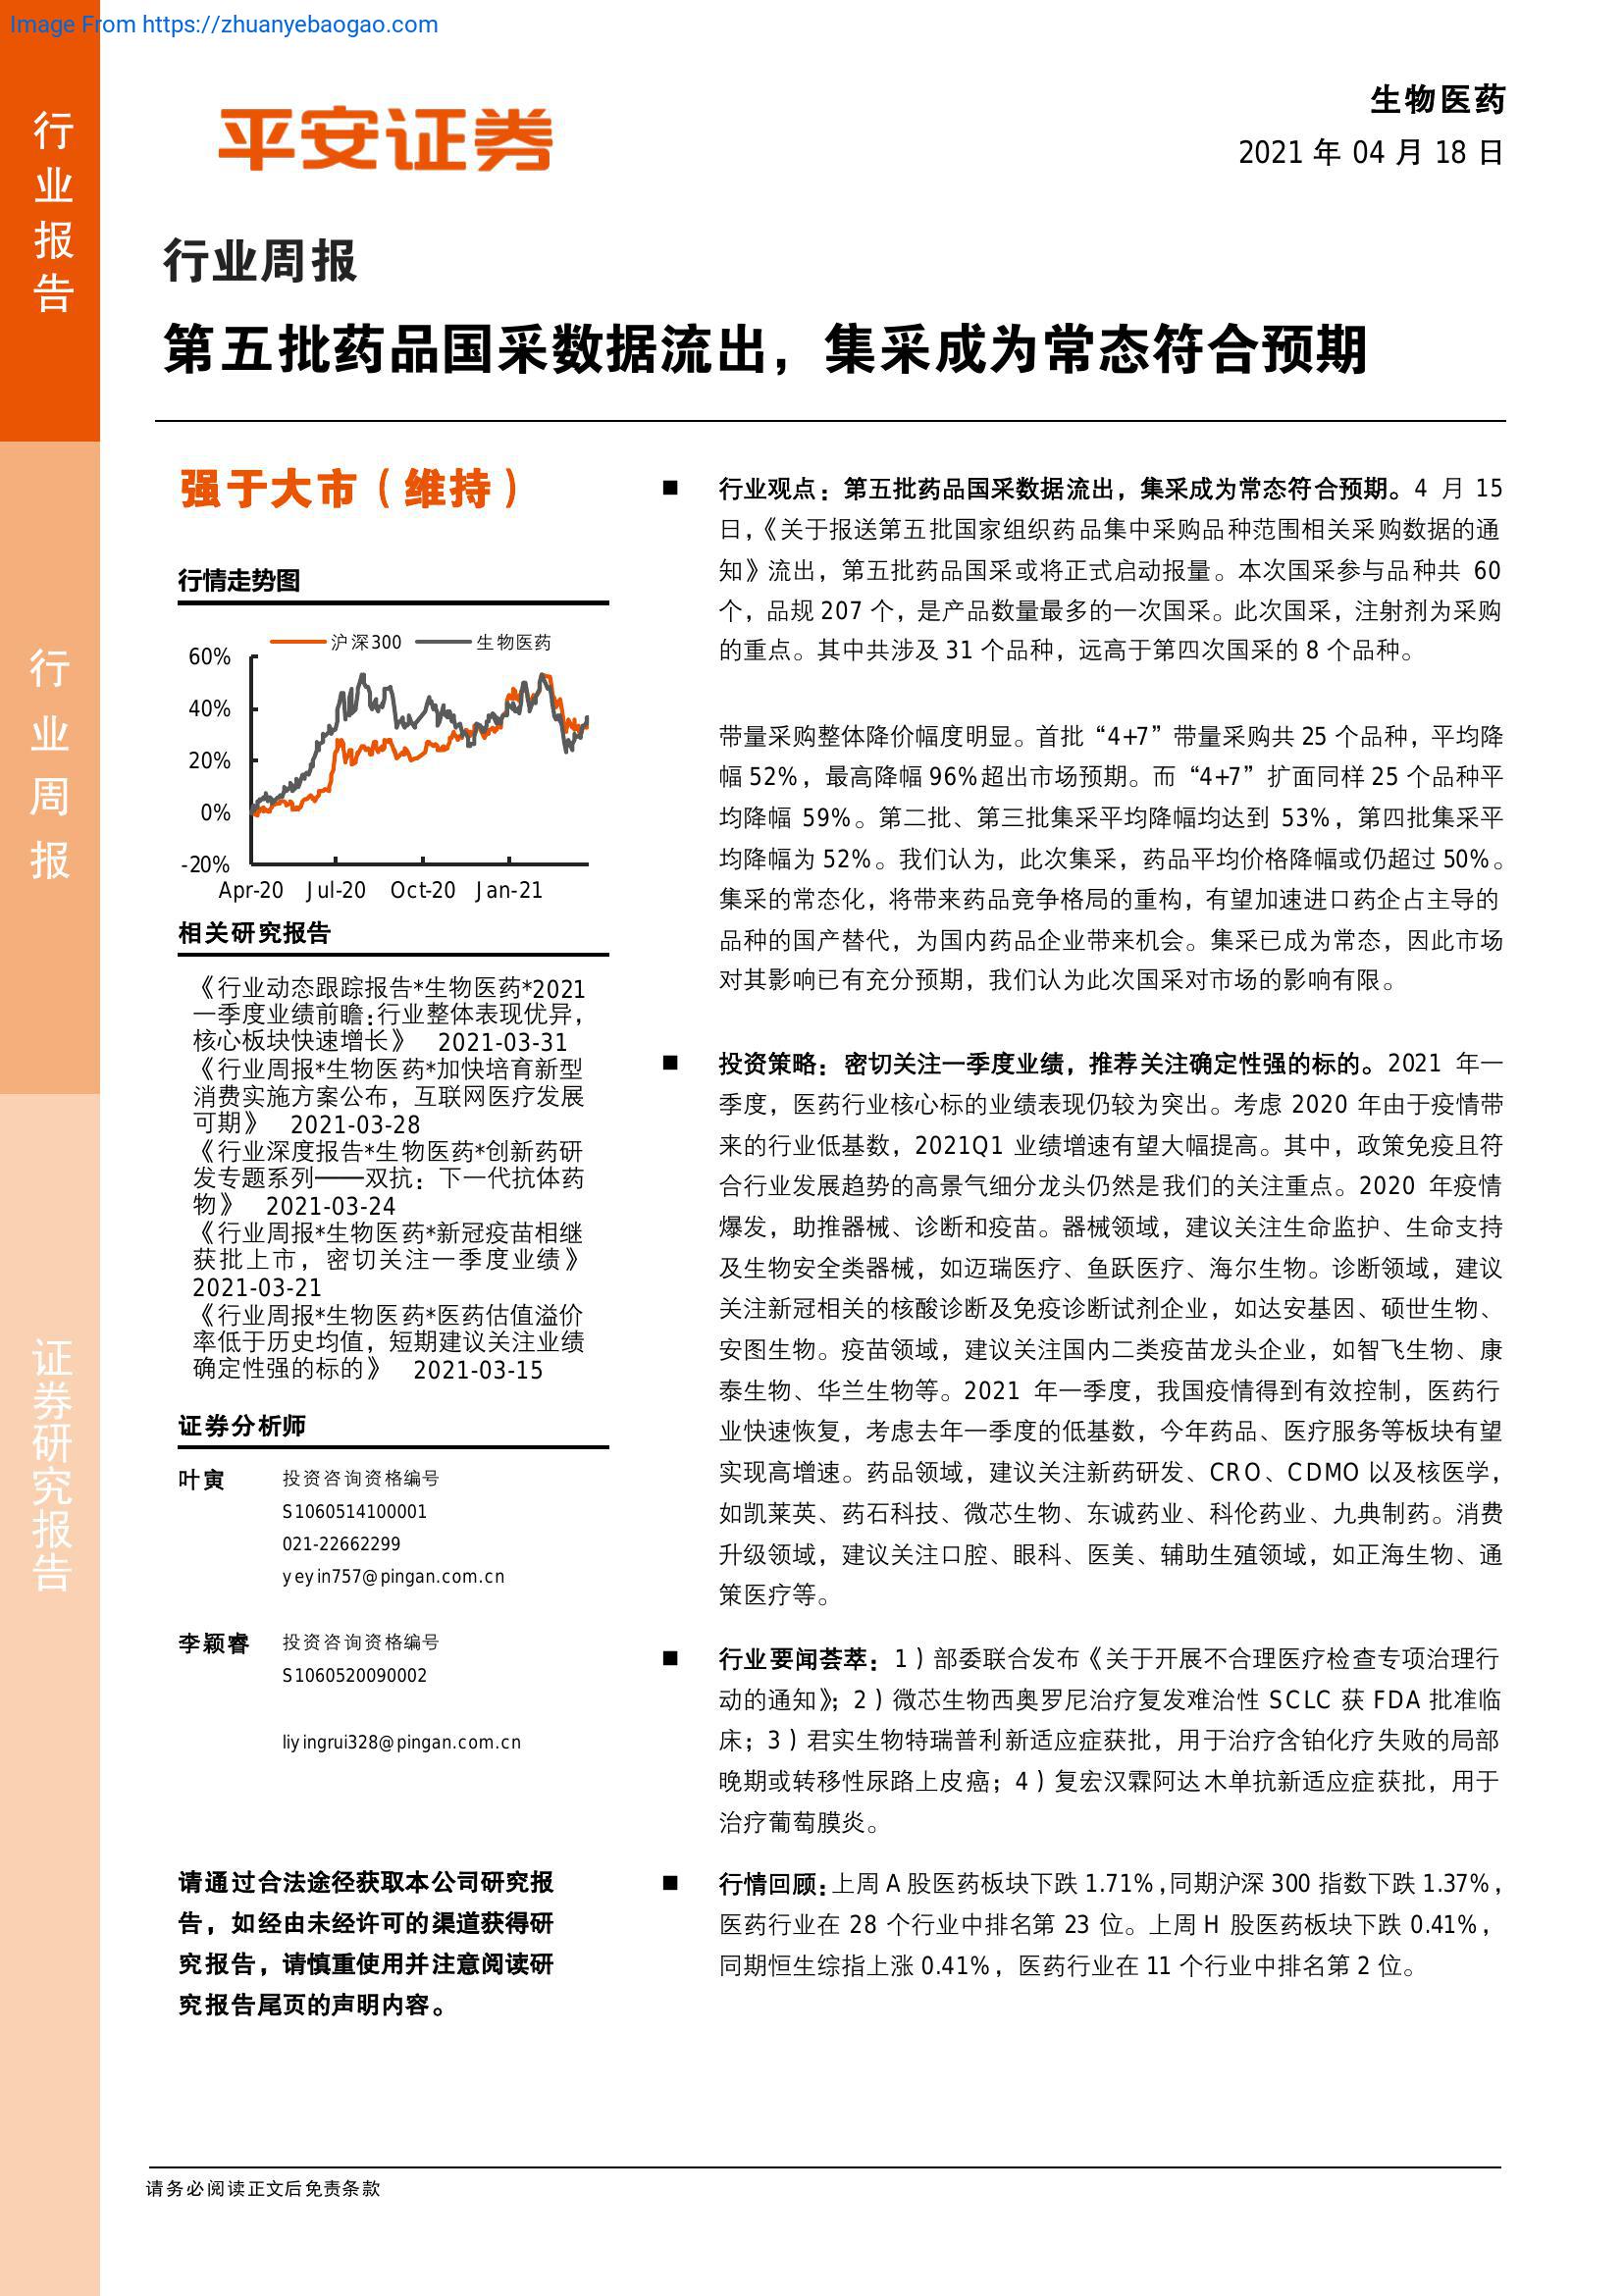 Image From https://zhuanyebaogao.com
行业报告
行业周报
证券研究报告
平安证券
生物医药
2021 年 04 月 18 日
行业周报
第五批药品国采数据流出，集采成为常态符合预期
强于大市（维持）
行情走势图
沪深300 生物医药
60%
40%
20%
0%
-20%
Apr-20 Jul-20 Oct-20 Jan-21
相关研究报告
《行业动态跟踪报告*生物医药*2021
一季度业绩前瞻：行业整体表现优异，
核心板块快速增长》 2021-03-31
《行业周报*生物医药*加快培育新型
消费实施方案公布，互联网医疗发展
可期》 2021-03-28
《行业深度报告*生物医药*创新药研
发专题系列——双抗：下一代抗体药
物》 2021-03-24
《行业周报*生物医药*新冠疫苗相继
获批上市，密切关注一季度业绩》
2021-03-21
《行业周报*生物医药*医药估值溢价
率低于历史均值，短期建议关注业绩
确定性强的标的》 2021-03-15
证券分析师
叶寅 投资咨询资格编号
S1060514100001
021-22662299
yeyin757@pingan.com.cn
李颖睿 投资咨询资格编号
S1060520090002
liyingrui328@pingan.com.cn
请通过合法途径获取本公司研究报
告，如经由未经许可的渠道获得研
究报告，请慎重使用并注意阅读研
究报告尾页的声明内容。
■ 行业观点：第五批药品国采数据流出，集采成为常态符合预期。4 月 15
日，《关于报送第五批国家组织药品集中采购品种范围相关采购数据的通
知》流出，第五批药品国采或将正式启动报量。本次国采参与品种共 60
个，品规 207 个，是产品数量最多的一次国采。此次国采，注射剂为采购
的重点。其中共涉及 31 个品种，远高于第四次国采的 8 个品种。
带量采购整体降价幅度明显。首批“4+7”带量采购共 25 个品种，平均降
幅 52%，最高降幅 96%超出市场预期。而“4+7”扩面同样 25 个品种平
均降幅 59%。第二批、第三批集采平均降幅均达到 53%，第四批集采平
均降幅为 52%。我们认为，此次集采，药品平均价格降幅或仍超过 50%。
集采的常态化，将带来药品竞争格局的重构，有望加速进口药企占主导的
品种的国产替代，为国内药品企业带来机会。集采已成为常态，因此市场
对其影响已有充分预期，我们认为此次国采对市场的影响有限。
■ 投资策略：密切关注一季度业绩，推荐关注确定性强的标的。2021 年一
季度，医药行业核心标的业绩表现仍较为突出。考虑 2020 年由于疫情带
来的行业低基数，2021Q1 业绩增速有望大幅提高。其中，政策免疫且符
合行业发展趋势的高景气细分龙头仍然是我们的关注重点。2020 年疫情
爆发，助推器械、诊断和疫苗。器械领域，建议关注生命监护、生命支持
及生物安全类器械，如迈瑞医疗、鱼跃医疗、海尔生物。诊断领域，建议
关注新冠相关的核酸诊断及免疫诊断试剂企业，如达安基因、硕世生物、
安图生物。疫苗领域，建议关注国内二类疫苗龙头企业，如智飞生物、康
泰生物、华兰生物等。2021 年一季度，我国疫情得到有效控制，医药行
业快速恢复，考虑去年一季度的低基数，今年药品、医疗服务等板块有望
实现高增速。药品领域，建议关注新药研发、CRO、CDMO 以及核医学，
如凯莱英、药石科技、微芯生物、东诚药业、科伦药业、九典制药。消费
升级领域，建议关注口腔、眼科、医美、辅助生殖领域，如正海生物、通
策医疗等。
■ 行业要闻荟萃：1）部委联合发布《关于开展不合理医疗检查专项治理行
动的通知》；2）微芯生物西奥罗尼治疗复发难治性 SCLC 获 FDA 批准临
床；3）君实生物特瑞普利新适应症获批，用于治疗含铂化疗失败的局部
晚期或转移性尿路上皮癌；4）复宏汉霖阿达木单抗新适应症获批，用于
治疗葡萄膜炎。
■ 行情回顾：上周 A 股医药板块下跌 1.71%，同期沪深 300 指数下跌 1.37%，
医药行业在 28 个行业中排名第 23 位。上周 H 股医药板块下跌 0.41%，
同期恒生综指上涨 0.41%，医药行业在 11 个行业中排名第 2 位。
请务必阅读正文后免责条款